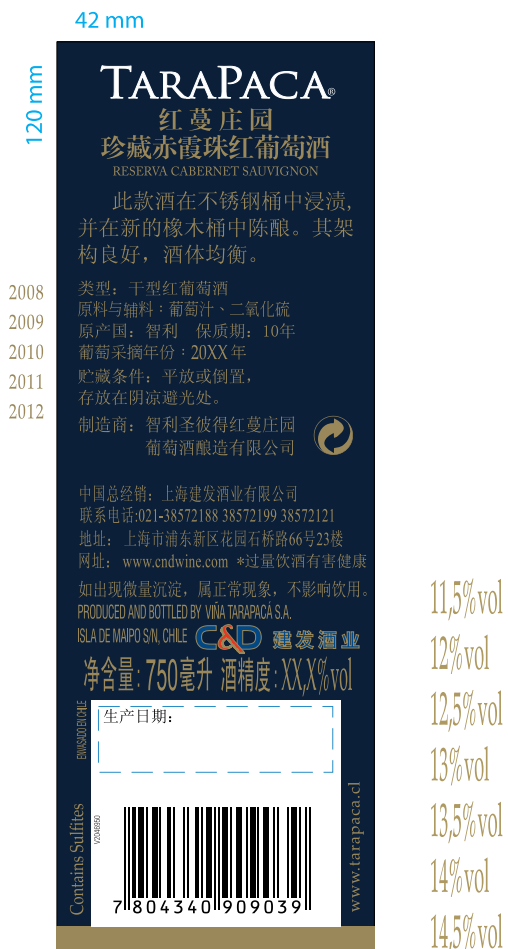 42 mm
120 mm
TARAPACA®
红蔓庄园
珍藏赤霞珠红葡萄酒
RESERVA CABERNET SAUVIGNON
此款酒在不锈钢桶中浸渍,
并在新的橡木桶中陈酿。其架
构良好，酒体均衡。
类型：干型红葡萄酒
原料与辅料：葡萄汁、二氧化硫
原产国：智利 保质期：10年
葡萄采摘年份：20XX 年
贮藏条件：平放或倒置，
存放在阴凉避光处。
制造商：智利圣彼得红蔓庄园
葡萄酒酿造有限公司
2008
2009
2010
2011
2012
中国总经销：上海建发酒业有限公司
联系电话:021-38572188 38572199 38572121
地址： 上海市浦东新区花园石桥路66号23楼
网址： www.cndwine.com *过量饮酒有害健康
如出现微量沉淀，属正常现象，不影响饮用。
PRODUCED AND BOTTLED BY VIÑA TARAPACÁ S.A.
ISLA DE MAIPO S/N, CHILE C&D 建发酒业
净含量：750毫升 酒精度：XX,X%vol
ENVASADO EN CHILE
生产日期：
Contains Sulfites
V2046950
7 804340 909039
www.tarapaca.cl
11,5%vol
12%vol
12,5%vol
13%vol
13,5%vol
14%vol
14,5%vol